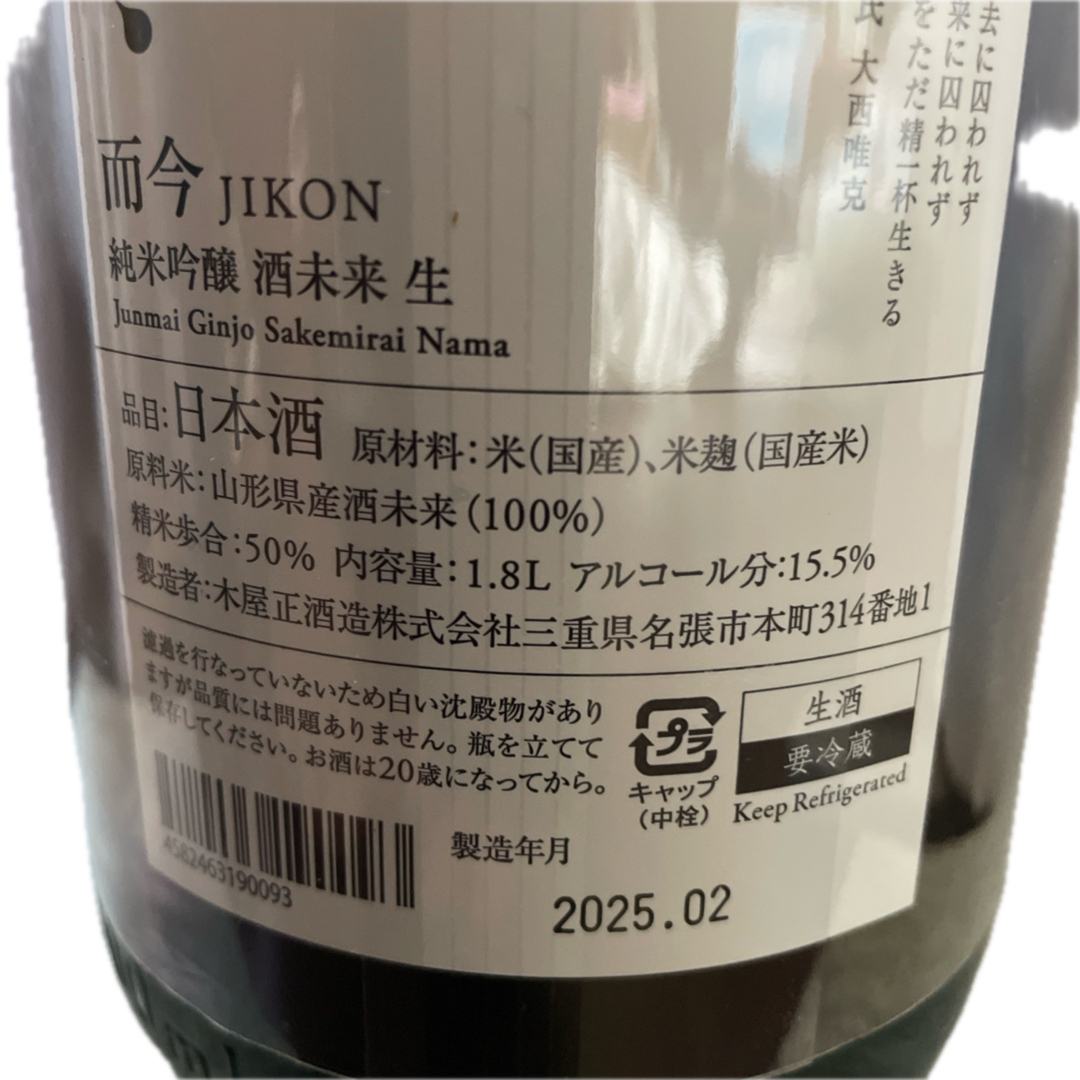 去に囚われず
来に囚われず
をただ精一杯生きる
氏 大西唯克
而今 JIKON
純米吟醸 酒未来 生
Junmai Ginjo Sakemirai Nama
品目:日本酒 原材料:米(国産)、米麹(国産米)
原料米:山形県産酒未来(100%)
精米歩合:50% 内容量:1.8L アルコール分:15.5%
製造者:木屋正酒造株式会社三重県名張市本町314番地1
濾過を行なっていないため白い沈殿物があり
ますが品質には問題ありません。瓶を立てて
保存してください。お酒は20歳になってから。
プラ
キャップ
(中栓)
生酒
要冷蔵
Keep Refrigerated
4582463190093
製造年月
2025.02